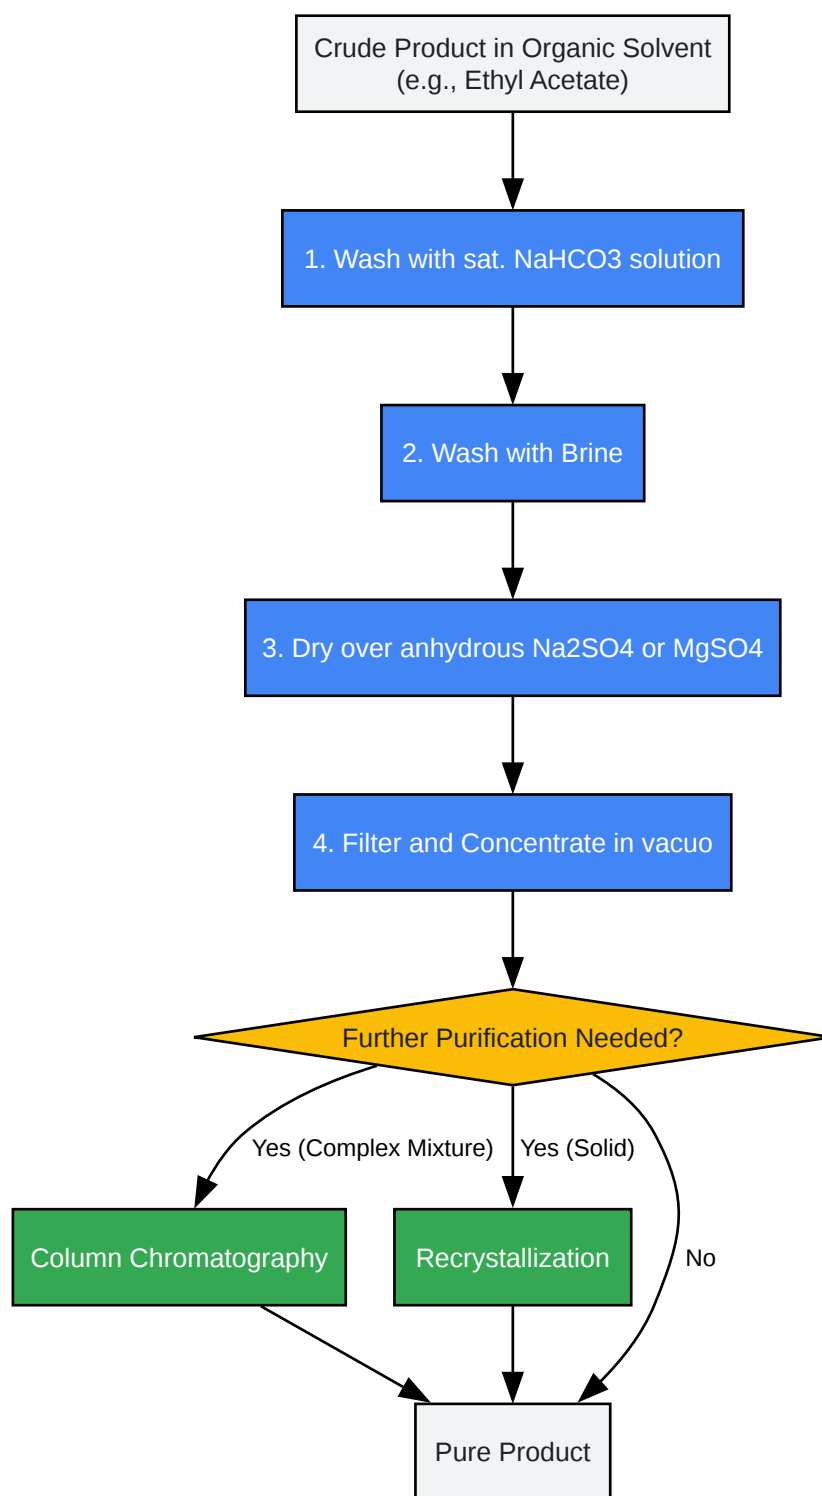 Crude Product in Organic Solvent
(e.g., Ethyl Acetate)
1. Wash with sat. NaHCO3 solution
2. Wash with Brine
3. Dry over anhydrous Na2SO4 or MgSO4
4. Filter and Concentrate in vacuo
Further Purification Needed?
Yes (Complex Mixture)
Yes (Solid)
No
Column Chromatography
Recrystallization
Pure Product